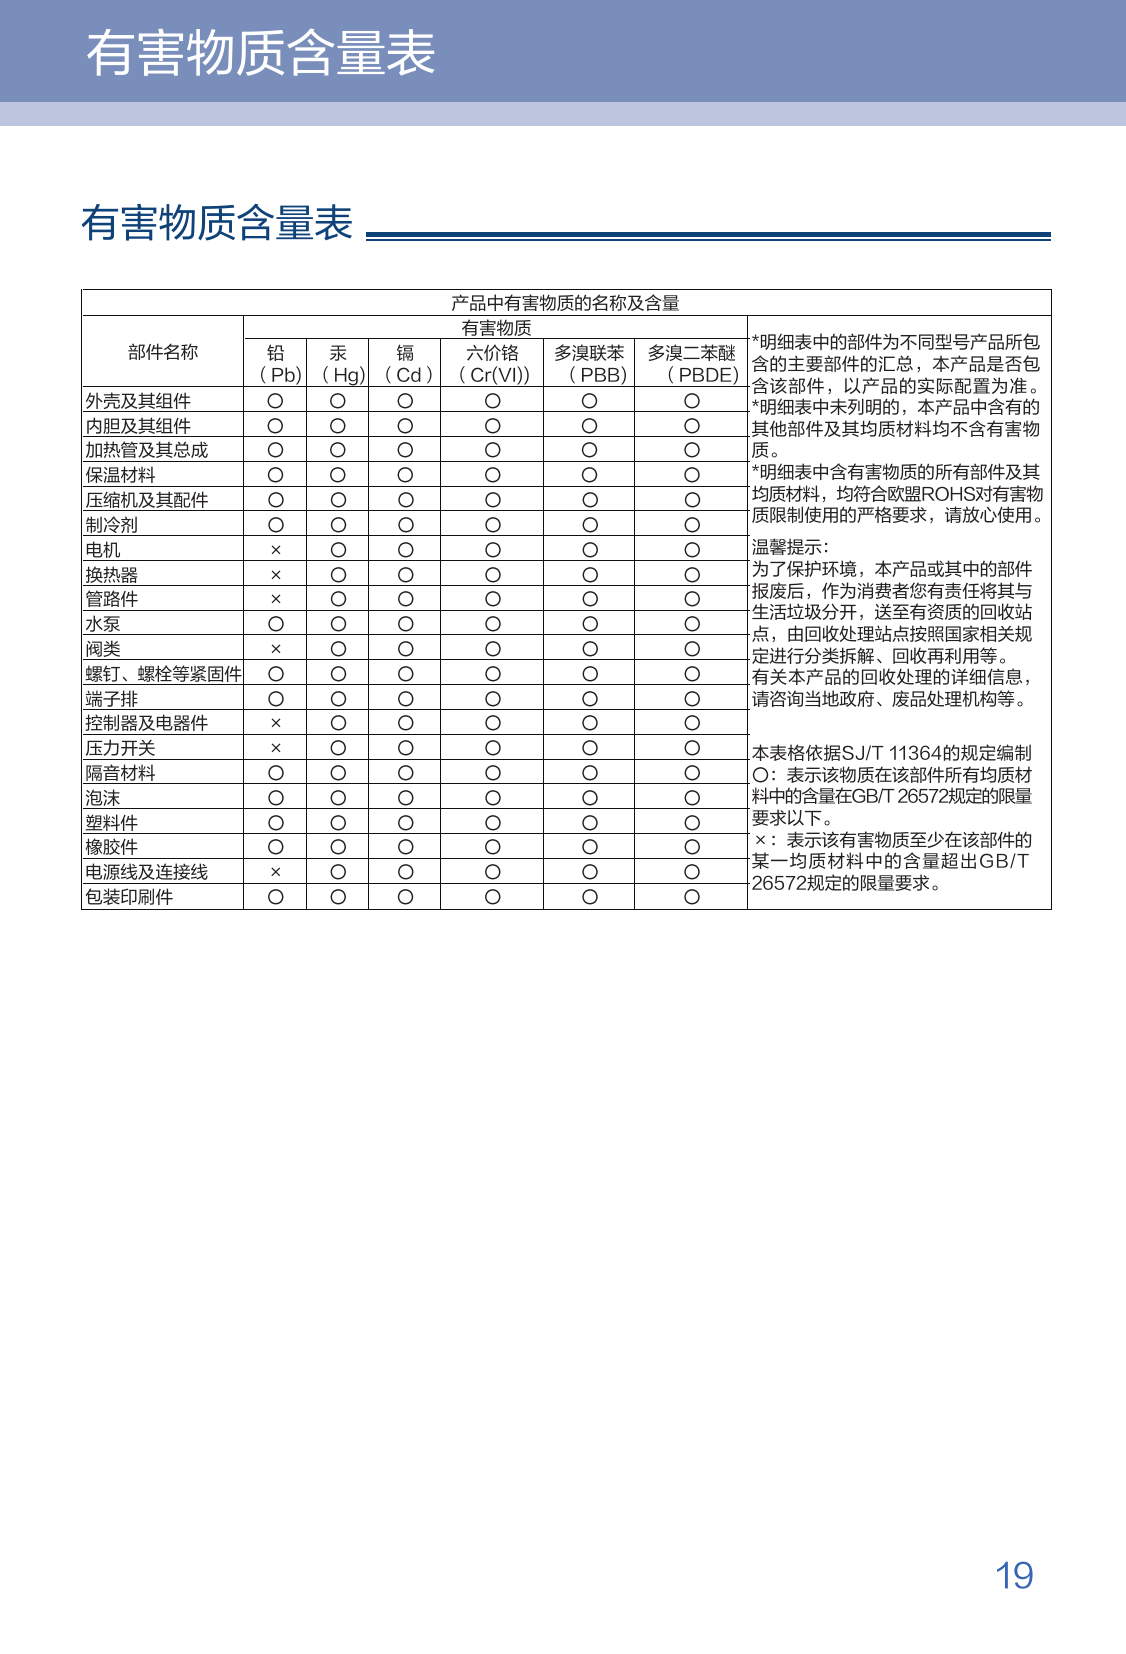 有害物质含量表
有害物质含量表
产品中有害物质的名称及含量
部件名称
有害物质
铅 汞 镉 六价铬 多溴联苯 多溴二苯醚
（Pb) （Hg) （Cd） （Cr(VI)) （PBB) （PBDE)
外壳及其组件 〇 〇 〇 〇 〇 〇
内胆及其组件 〇 〇 〇 〇 〇 〇
加热管及其总成 〇 〇 〇 〇 〇 〇
保温材料 〇 〇 〇 〇 〇 〇
压缩机及其配件 〇 〇 〇 〇 〇 〇
制冷剂 〇 〇 〇 〇 〇 〇
电机 × 〇 〇 〇 〇 〇
换热器 × 〇 〇 〇 〇 〇
管路件 × 〇 〇 〇 〇 〇
水泵 〇 〇 〇 〇 〇 〇
阀类 × 〇 〇 〇 〇 〇
螺钉、螺栓等紧固件 〇 〇 〇 〇 〇 〇
端子排 〇 〇 〇 〇 〇 〇
控制器及电器件 × 〇 〇 〇 〇 〇
压力开关 × 〇 〇 〇 〇 〇
隔音材料 〇 〇 〇 〇 〇 〇
泡沫 〇 〇 〇 〇 〇 〇
塑料件 〇 〇 〇 〇 〇 〇
橡胶件 〇 〇 〇 〇 〇 〇
电源线及连接线 × 〇 〇 〇 〇 〇
包装印刷件 〇 〇 〇 〇 〇 〇
*明细表中的部件为不同型号产品所包
含的主要部件的汇总，本产品是否包
含该部件，以产品的实际配置为准。
*明细表中未列明的，本产品中含有的
其他部件及其均质材料均不含有害物
质。
*明细表中含有害物质的所有部件及其
均质材料，均符合欧盟ROHS对有害物
质限制使用的严格要求，请放心使用。
温馨提示：
为了保护环境，本产品或其中的部件
报废后，作为消费者您有责任将其与
生活垃圾分开，送至有资质的回收站
点，由回收处理站点按照国家相关规
定进行分类拆解、回收再利用等。
有关本产品的回收处理的详细信息，
请咨询当地政府、废品处理机构等。
本表格依据SJ/T 11364的规定编制
〇：表示该物质在该部件所有均质材
料中的含量在GB/T 26572规定的限量
要求以下。
×：表示该有害物质至少在该部件的
某一均质材料中的含量超出GB/T
26572规定的限量要求。
19